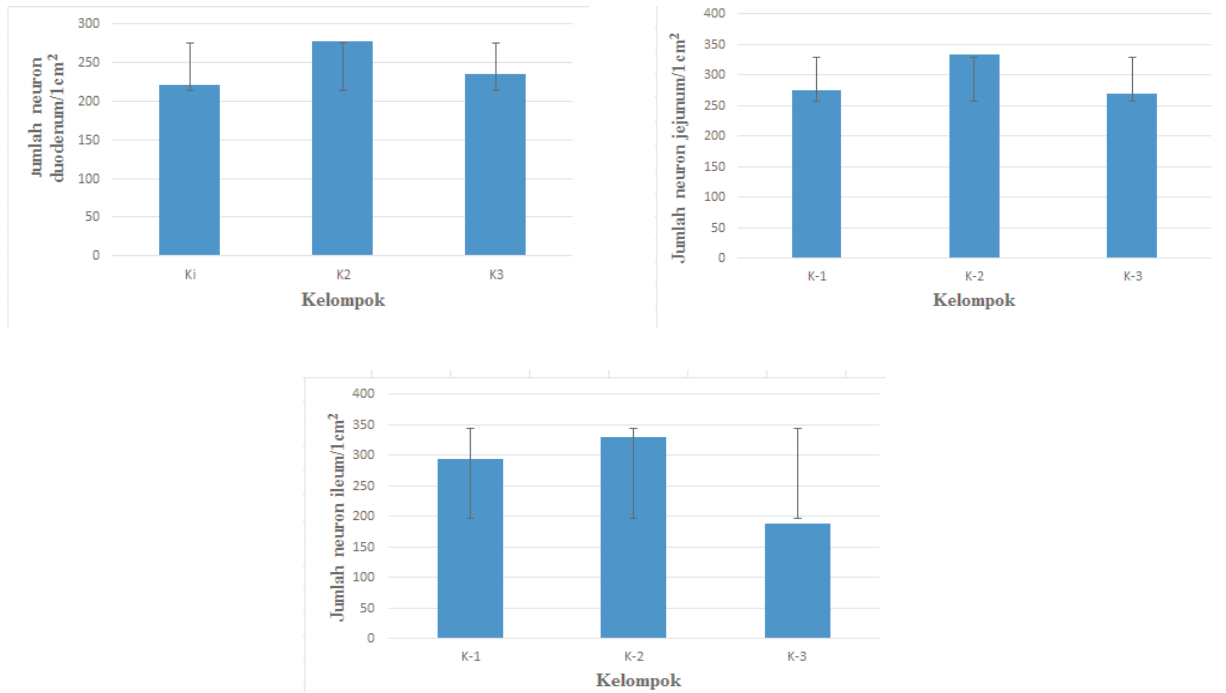 Jumlah neuron
duodenum/1cm²
300
250
200
150
100
50
0
Ki K2 K3
Kelompok
Jumlah neuron jejunum/1cm²
400
350
300
250
200
150
100
50
0
K-1 K-2 K-3
Kelompok
Jumlah neuron ileum/1cm²
400
350
300
250
200
150
100
50
0
K-1 K-2 K-3
Kelompok